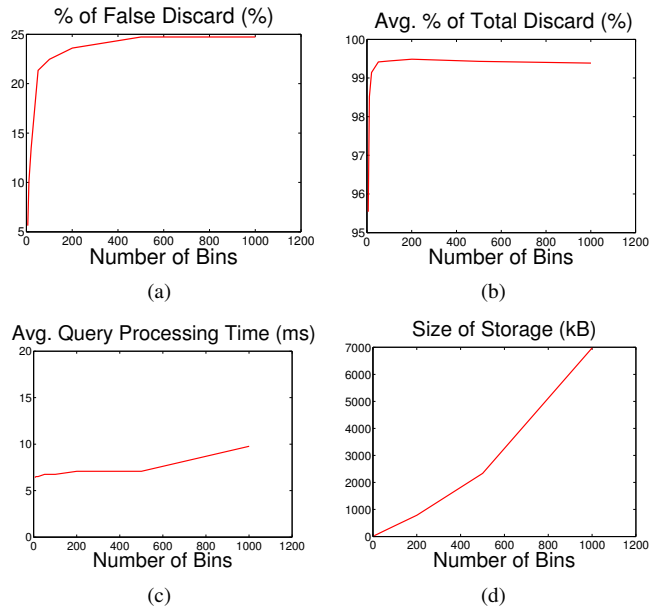 % of False Discard (%)
25
20
15
10
5
0 200 400 600 800 1000 1200
Number of Bins
(a)
Avg. % of Total Discard (%)
100
99
98
97
96
95
0 200 400 600 800 1000 1200
Number of Bins
(b)
Avg. Query Processing Time (ms)
20
15
10
5
0
0 200 400 600 800 1000 1200
Number of Bins
(c)
Size of Storage (kB)
7000
6000
5000
4000
3000
2000
1000
0
0 200 400 600 800 1000 1200
Number of Bins
(d)